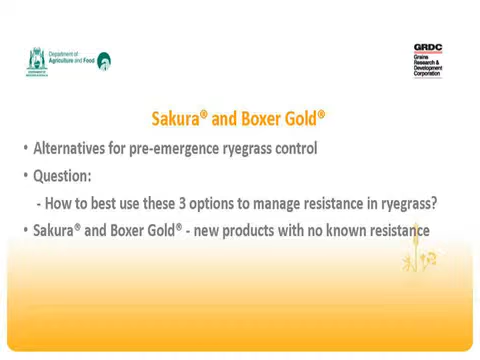 Department of
Agriculture and Food
GRDC
Grains
Research &
Development
Corporation
Sakura® and Boxer Gold®
• Alternatives for pre-emergence ryegrass control
• Question:
- How to best use these 3 options to manage resistance in ryegrass?
• Sakura® and Boxer Gold® - new products with no known resistance